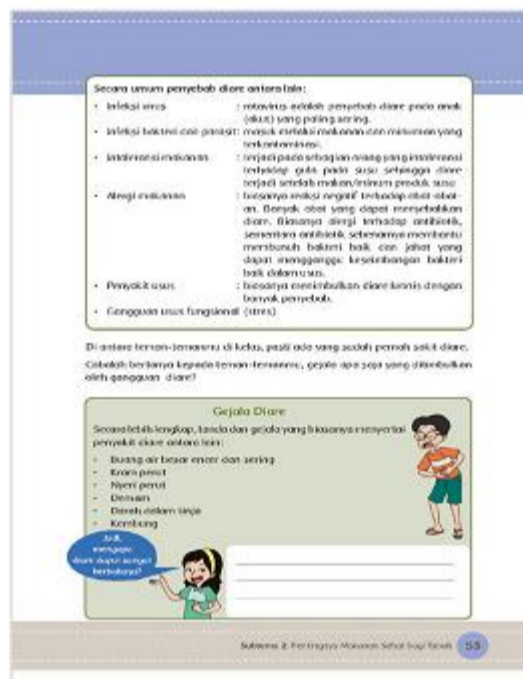 Secara umum penyebab diare antara lain:
• Infeksi virus : rotavirus adalah penyebab diare pada anak
(akut) yang paling sering.
• Infeksi bakteri dan parasit: masuk melalui makanan dan minuman yang
terkontaminasi.
• Intoleransi makanan : terjadi pada sebagian orang yang intoleransi
terhadap gula pada susu sehingga diare
terjadi setelah makan/minum produk susu.
• Alergi makanan : biasanya reaksi negatif terhadap obat-obat-
an. Banyak obat yang dapat menyebabkan
diare. Biasanya alergi terhadap antibiotik,
sementara antibiotik sebenarnya membantu
membunuh bakteri baik dan jahat yang
dapat mengganggu keseimbangan bakteri
baik dalam usus.
• Penyakit usus : biasanya menimbulkan diare kronis dengan
banyak penyebab.
• Gangguan usus fungsional (stres)
Di antara teman-temanmu di kelas, pasti ada yang sudah pernah sakit diare.
Cobalah bertanya kepada teman-temanmu, gejala apa saja yang ditimbulkan
oleh gangguan diare?
Gejala Diare
Secara lebih lengkap, tanda dan gejala yang biasanya menyertai
penyakit diare antara lain:
- Buang air besar encer dan sering
- Kram perut
- Nyeri perut
- Demam
- Darah dalam tinja
- Kembung
Jadi,
mengapa
diare dapat sangat
berbahaya?
Subtema 2: Pentingnya Makanan Sehat bagi Tubuh 53